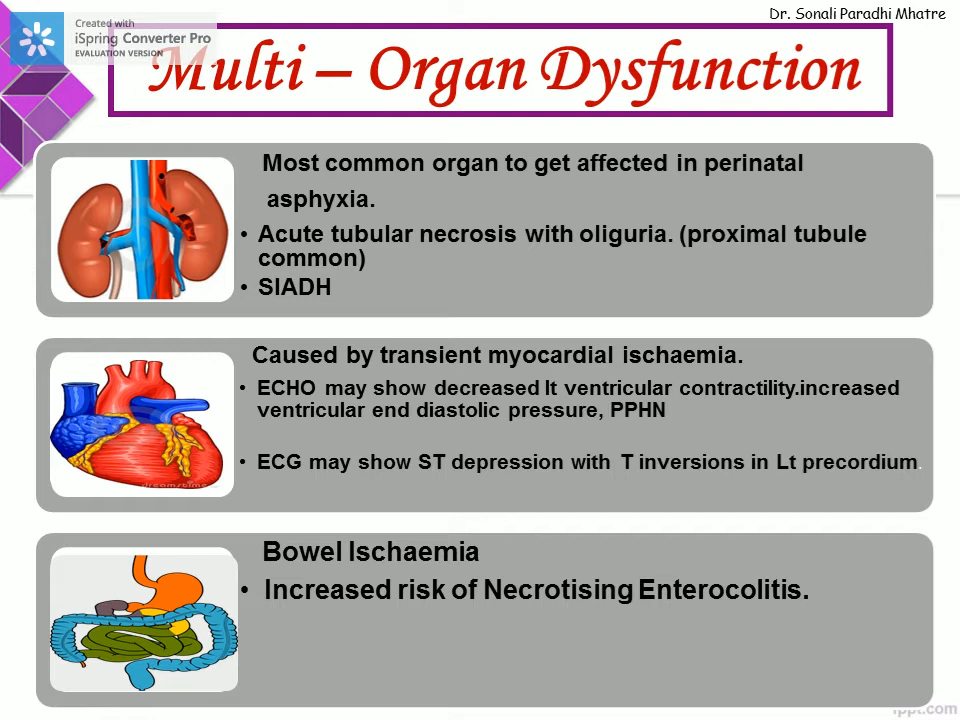 Dr. Sonali Paradhi Mhatre
Created with
iSpring Converter Pro
EVALUATION VERSION
Multi – Organ Dysfunction
Most common organ to get affected in perinatal
asphyxia.
• Acute tubular necrosis with oliguria. (proximal tubule
common)
• SIADH
Caused by transient myocardial ischaemia.
• ECHO may show decreased lt ventricular contractility.increased
ventricular end diastolic pressure, PPHN
• ECG may show ST depression with T inversions in Lt precordium.
dreamstime
Bowel Ischaemia
• Increased risk of Necrotising Enterocolitis.
fppt.com